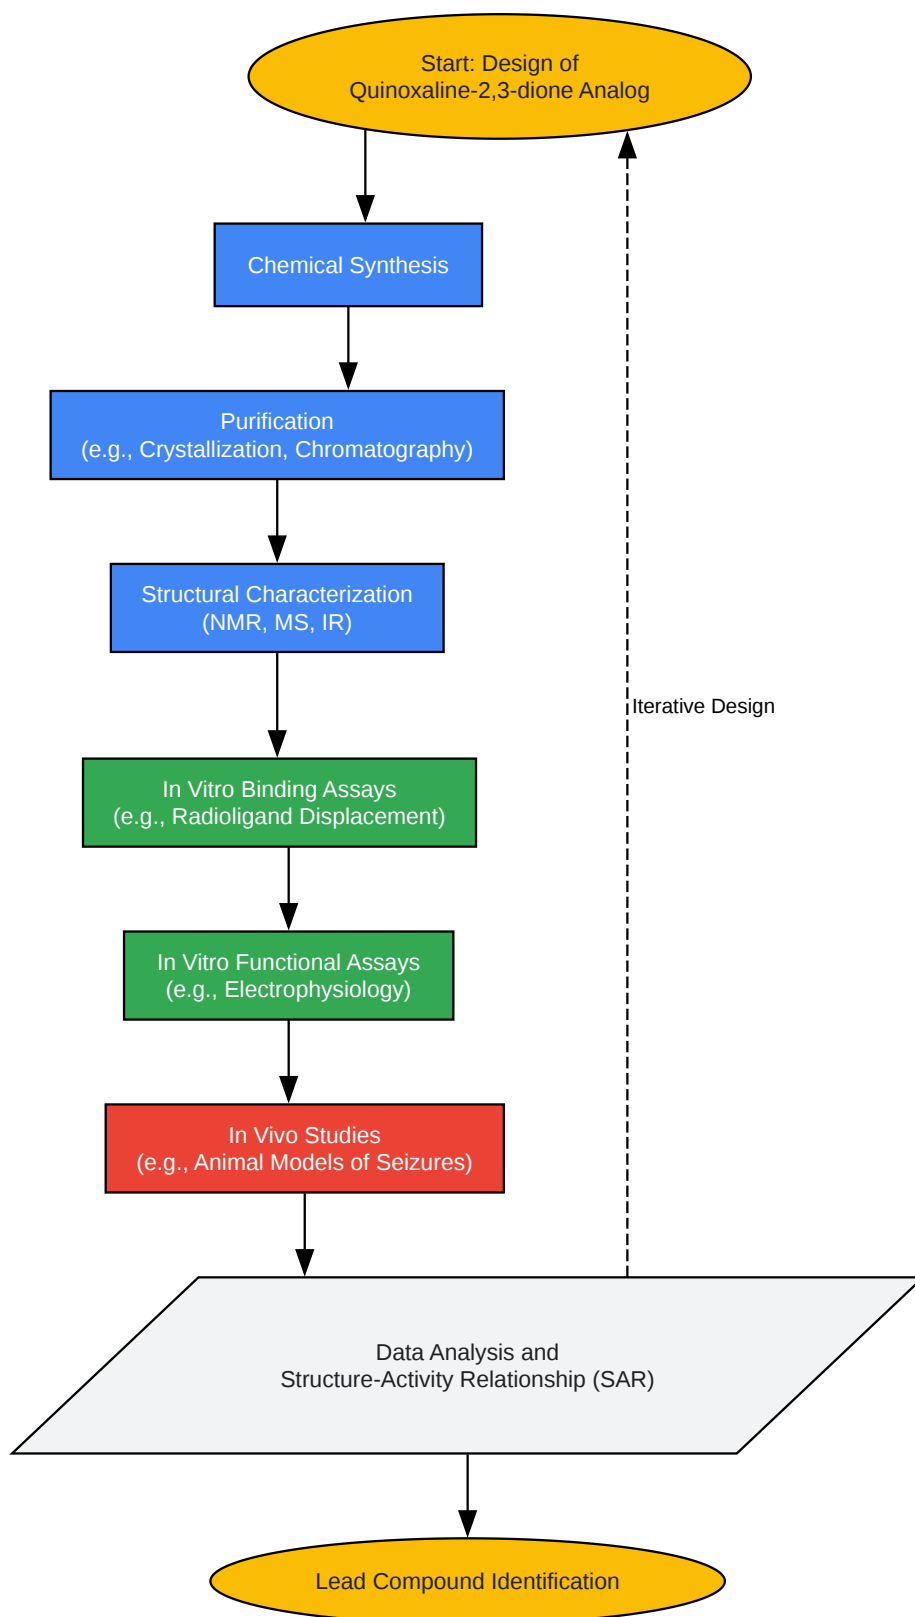 Start: Design of
Quinoxaline-2,3-dione Analog
Chemical Synthesis
Purification
(e.g., Crystallization, Chromatography)
Structural Characterization
(NMR, MS, IR)
Iterative Design
In Vitro Binding Assays
(e.g., Radioligand Displacement)
In Vitro Functional Assays
(e.g., Electrophysiology)
In Vivo Studies
(e.g., Animal Models of Seizures)
Data Analysis and
Structure-Activity Relationship (SAR)
Lead Compound Identification